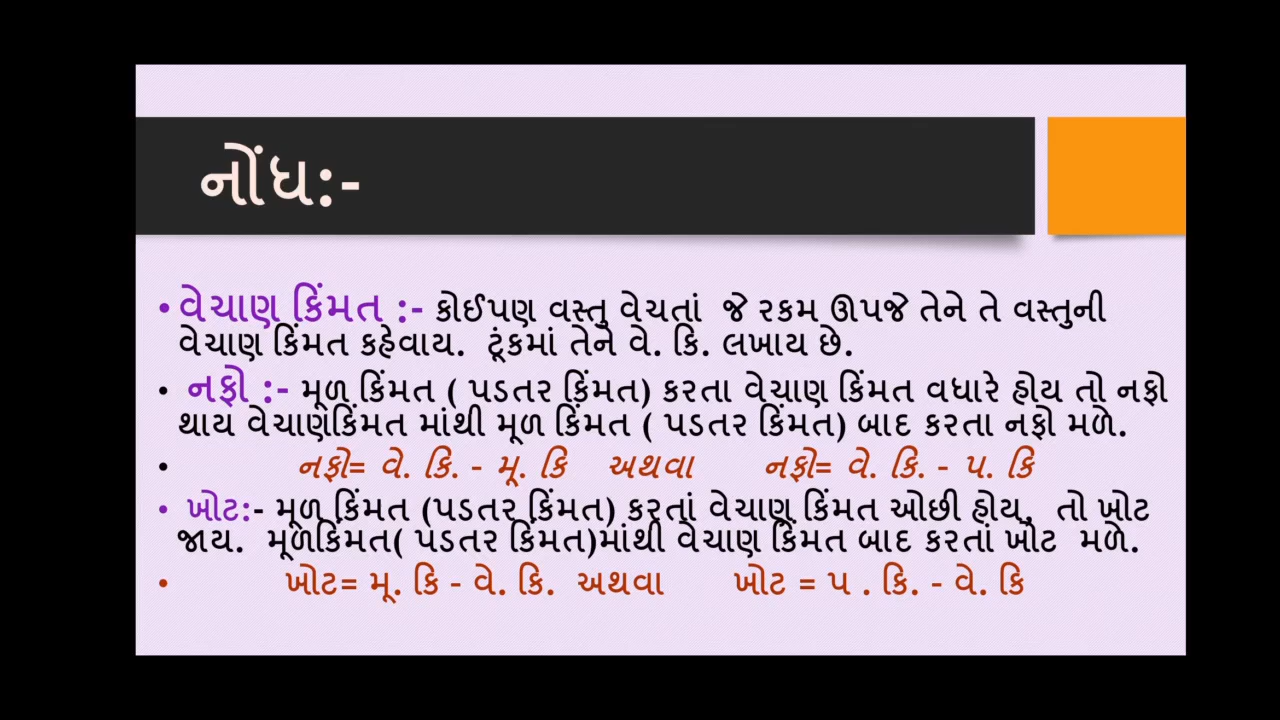 નોંધ:-
• વેચાણ કિંમત :- કોઈપણ વસ્તુ વેચતાં જે રકમ ઊપજે તેને તે વસ્તુની
વેચાણ કિંમત કહેવાય. ટૂંકમાં તેને વે. કિ. લખાય છે.
• નફો :- મૂળ કિંમત ( પડતર કિંમત) કરતા વેચાણ કિંમત વધારે હોય તો નફો
થાય વેચાણકિંમત માંથી મૂળ કિંમત ( પડતર કિંમત) બાદ કરતા નફો મળે.
• નફો= વે. કિ. - મૂ. કિ અથવા નફો= વે. કિ. - પ. કિ
• ખોટ:- મૂળ કિંમત (પડતર કિંમત) કરતાં વેચાણ કિંમત ઓછી હોય, તો ખોટ
જાય. મૂળકિંમત( પડતર કિંમત)માંથી વેચાણ કિંમત બાદ કરતાં ખોટ મળે.
• ખોટ= મૂ. કિ - વે. કિ. અથવા ખોટ = પ . કિ. - વે. કિ